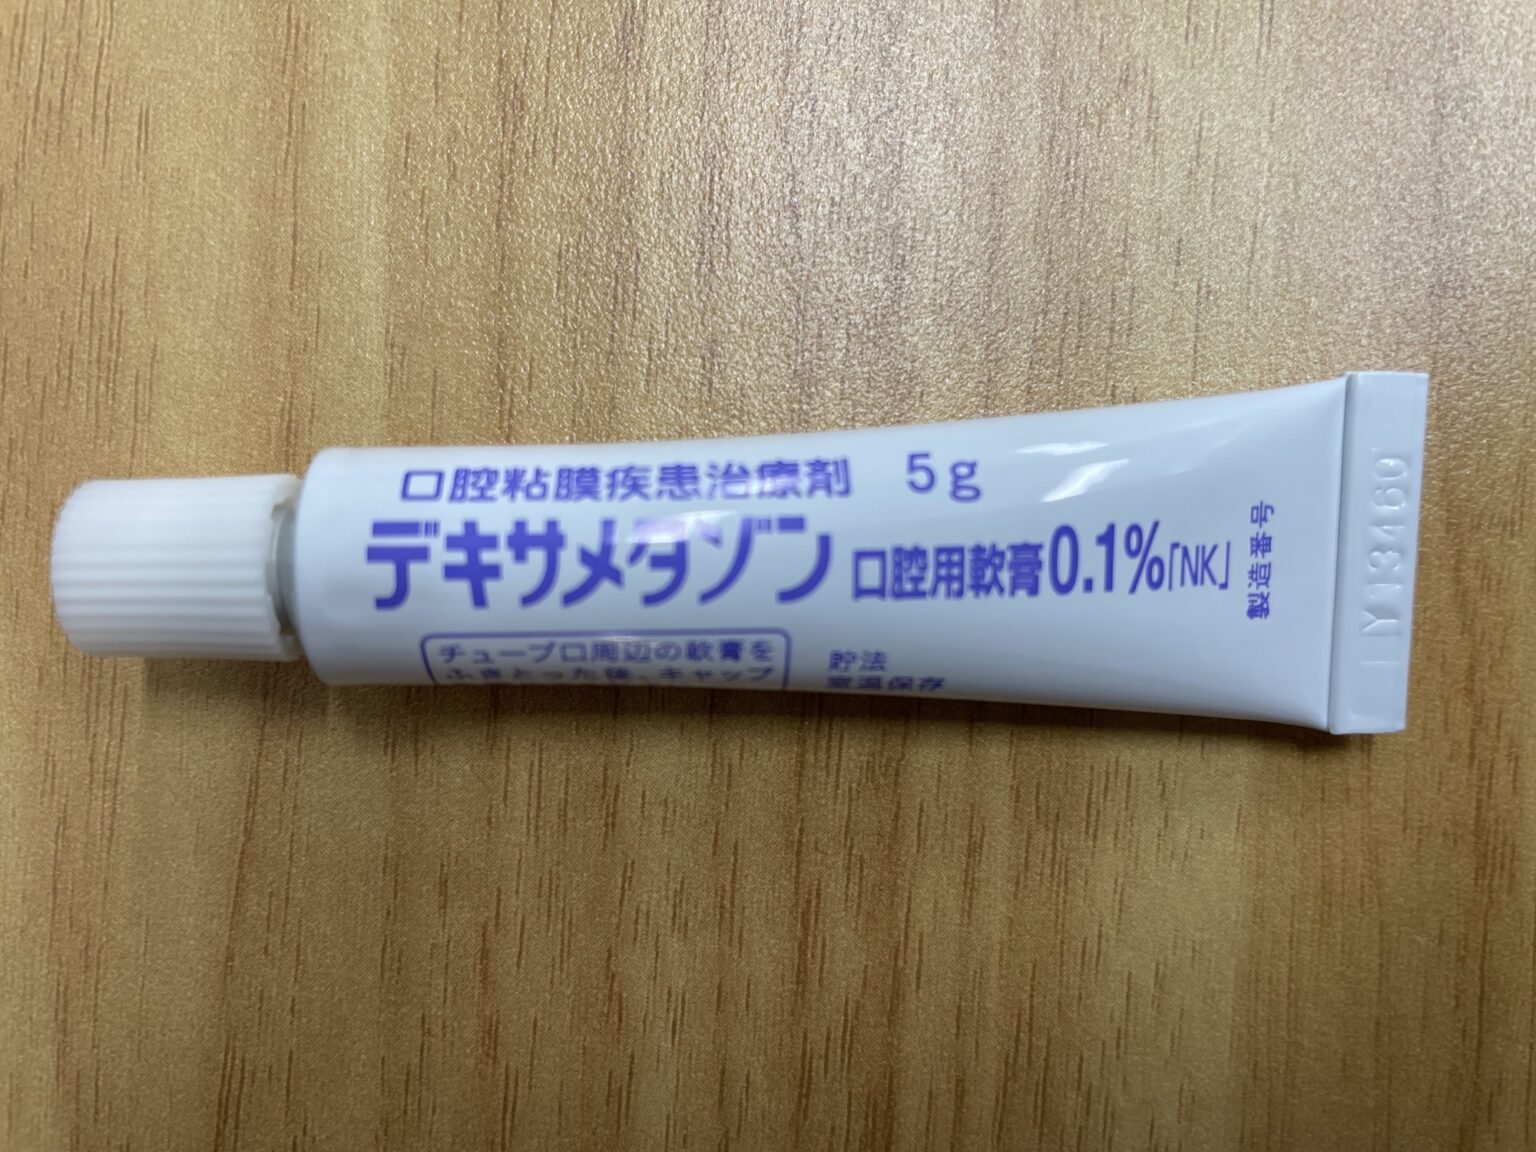 口腔粘膜疾患治療剤 5g
デキサメタゾン口腔用軟膏0.1%「NK」
チューブ口周辺の軟膏を
ふきとった後、キャップ
貯法
室温保存
製造番号
Y13460